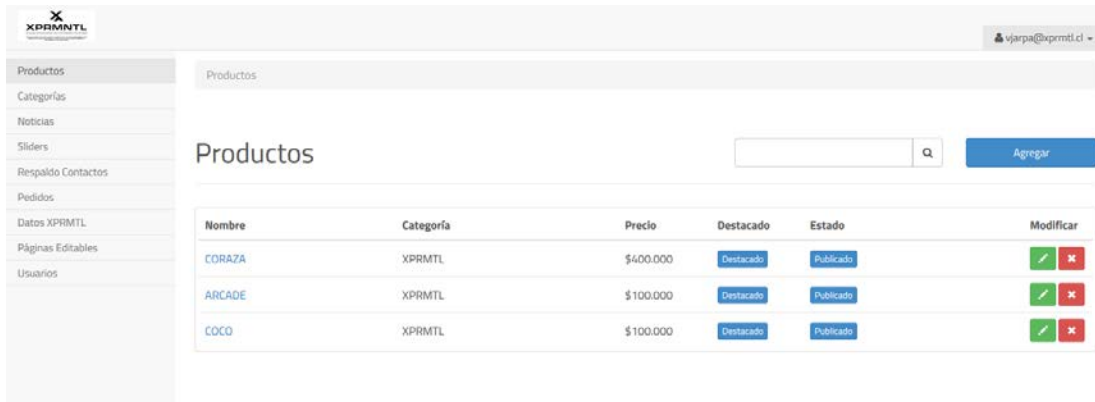 XPRMNTL
vjarpa@xprmtl.cl
Productos
Categorías
Noticias
Sliders
Respaldo Contactos
Pedidos
Datos XPRMTL
Páginas Editables
Usuarios
Productos
Productos
Agregar
Nombre Categoría Precio Destacado Estado Modificar
CORAZA XPRMTL $400.000 Destacado Publicado
ARCADE XPRMTL $100.000 Destacado Publicado
COCO XPRMTL $100.000 Destacado Publicado